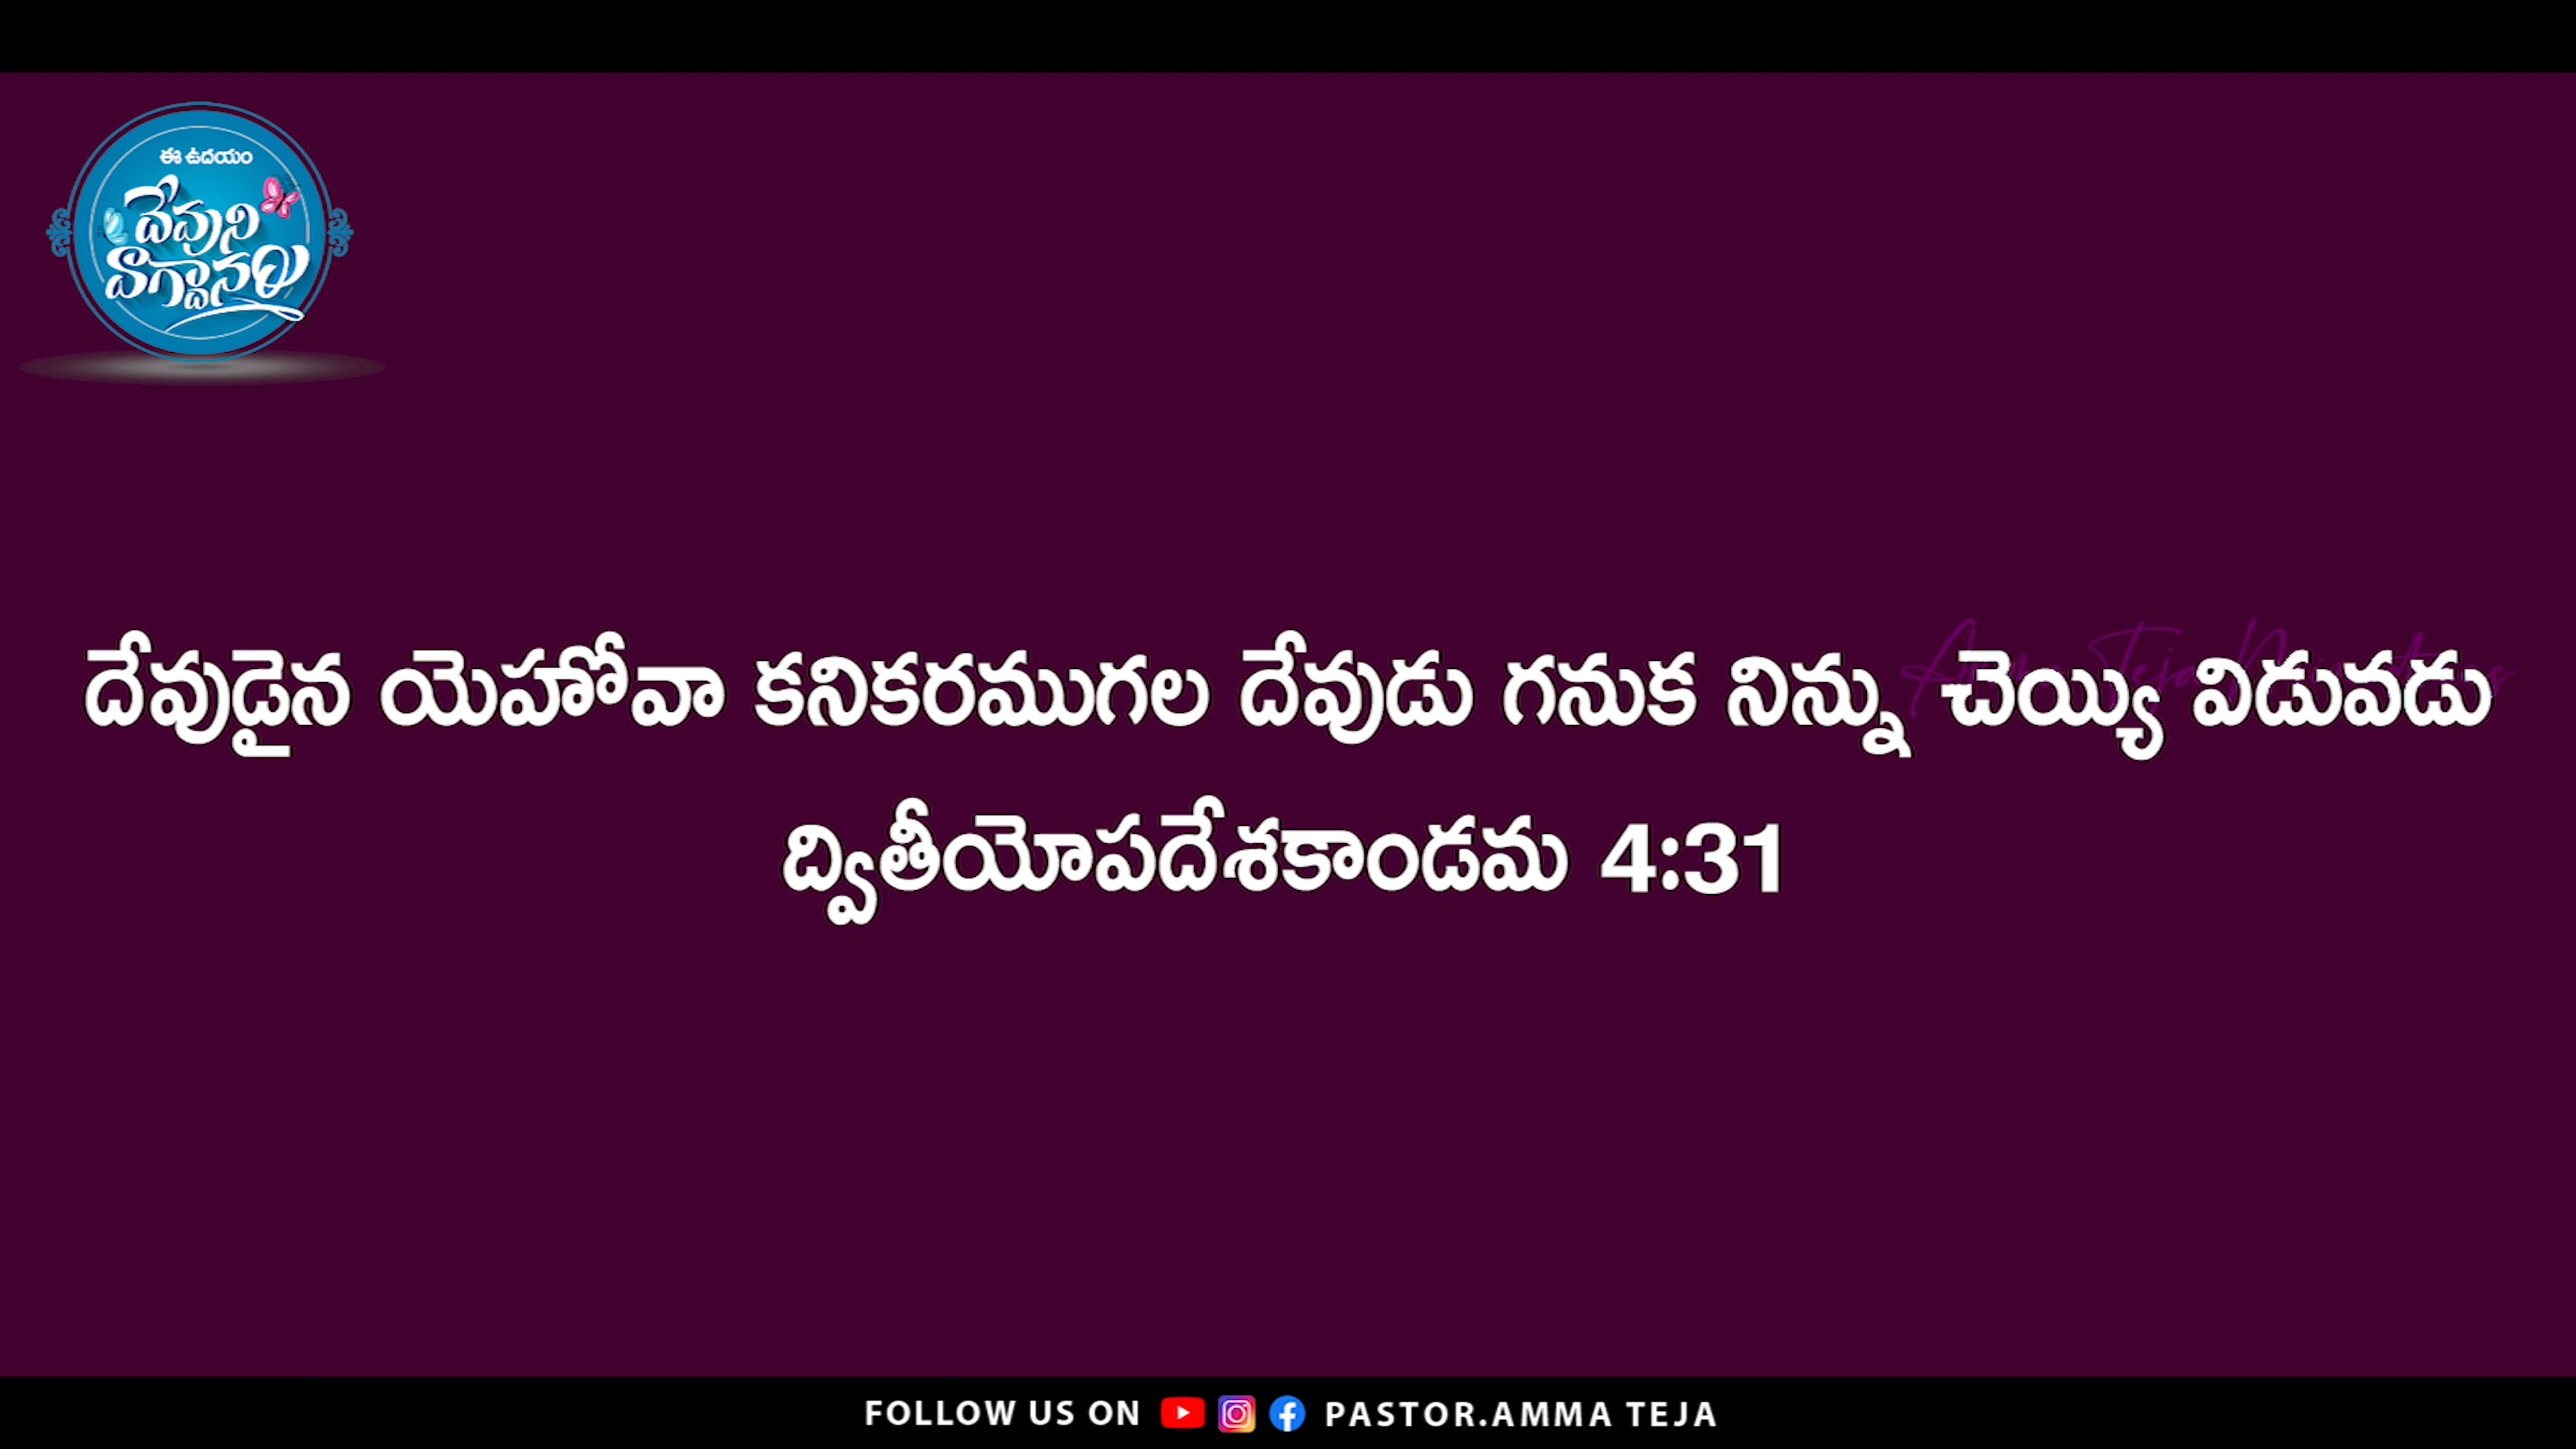 ఈ ఉదయం
దేవుని
వాగ్దానం
దేవుడైన యెహోవా కనికరముగల దేవుడు గనుక నిన్ను చెయ్యి విడువడు
ద్వితీయోపదేశకాండమ 4:31
FOLLOW US ON PASTOR.AMMA TEJA